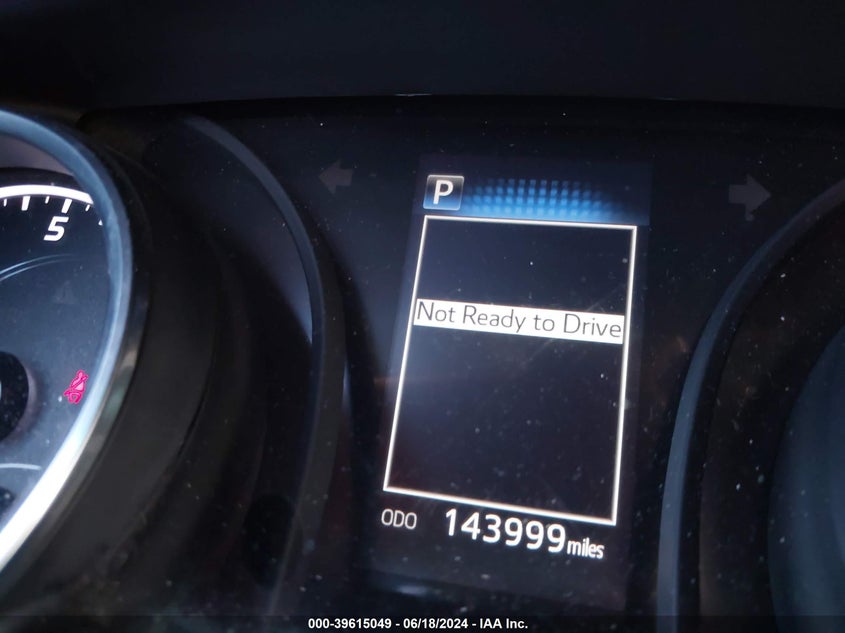 P
5
Not Ready to Drive
ODO 143999 miles
000-39615049 - 06/18/2024 - IAA Inc.